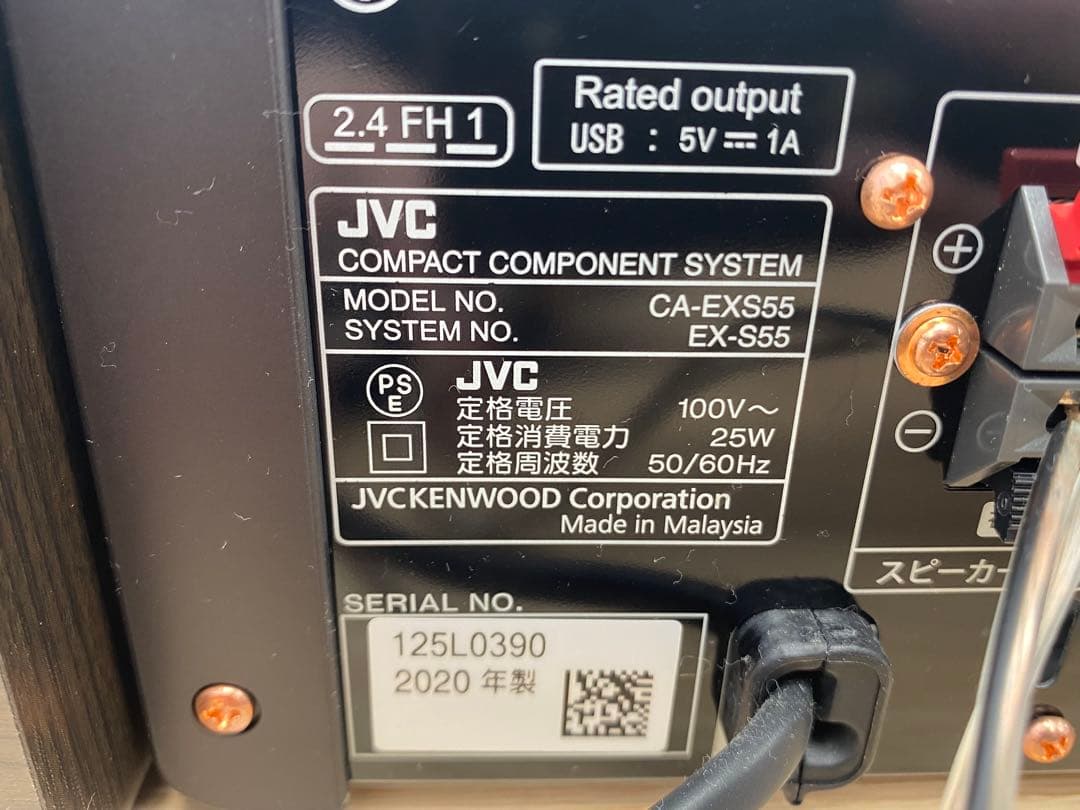 2.4 FH 1
Rated output
USB : 5V⎓1A
JVC
COMPACT COMPONENT SYSTEM
MODEL NO. CA-EXS55
SYSTEM NO. EX-S55
PS
E
JVC
定格電圧 100V～
定格消費電力 25W
定格周波数 50/60Hz
JVCKENWOOD Corporation
Made in Malaysia
+
−
スピーカー
SERIAL NO.
125L0390
2020 年製